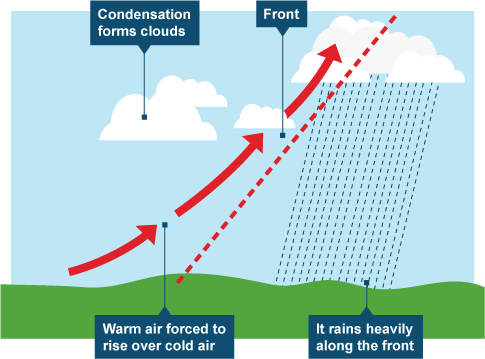 Condensation
forms clouds
Front
Warm air forced to
rise over cold air
It rains heavily
along the front